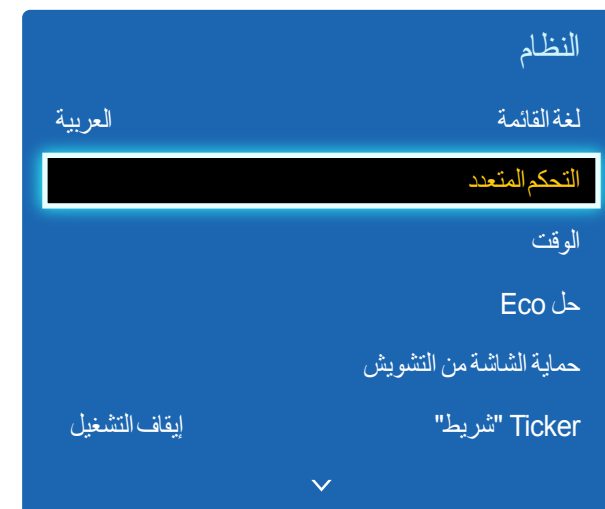 النظام
لغة القائمة العربية
التحكم المتعدد
الوقت
حل Eco
حماية الشاشة من التشويش
Ticker "شريط" إيقاف التشغيل